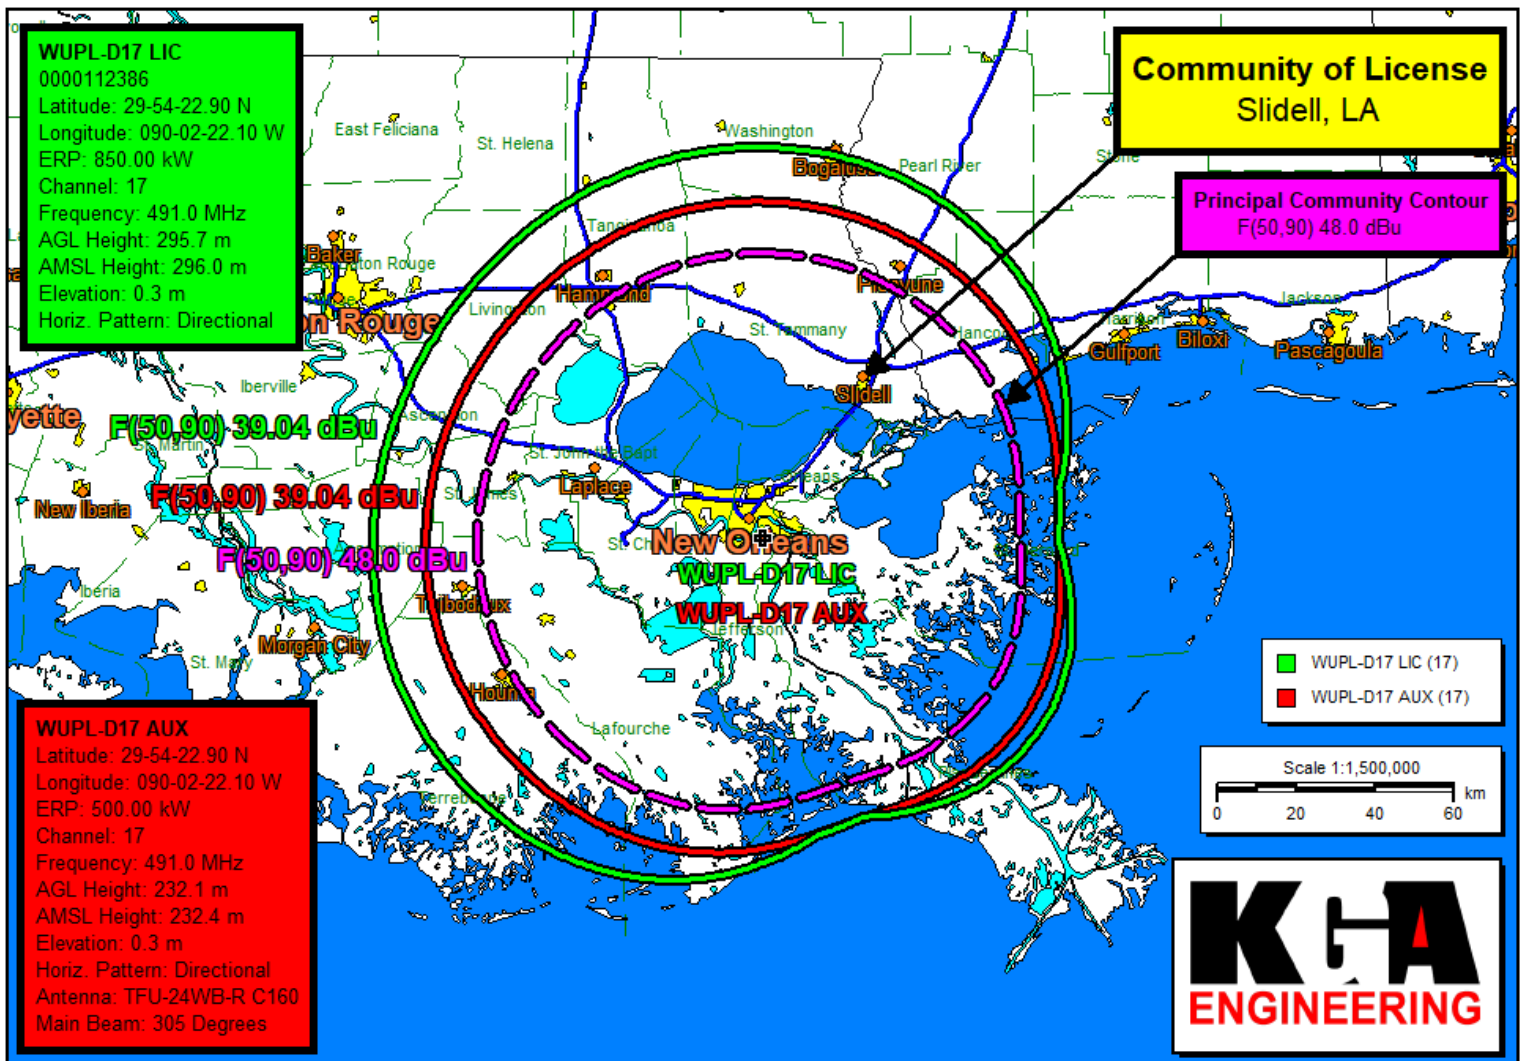 WUPL-D17 LIC
0000112386
Latitude: 29-54-22.90 N
Longitude: 090-02-22.10 W
ERP: 850.00 kW
Channel: 17
Frequency: 491.0 MHz
AGL Height: 295.7 m
AMSL Height: 296.0 m
Elevation: 0.3 m
Horiz. Pattern: Directional
Community of License
Slidell, LA
Principal Community Contour
F(50,90) 48.0 dBu
East Feliciana
St. Helena
Washington
Bogalusa
Pearl River
Baker
Hammond
Picayune
Livingston
St. Tammany
Jackson
Gulfport
Biloxi
Pascagoula
Iberville
Slidell
yette
F(50,90) 39.04 dBu
Ascension
St. Martin
St. John the Bapt
Laplace
New Iberia
F(50,90) 39.04 dBu
New Orleans
F(50,90) 48.0 dBu
WUPL-D17 LIC
Iberia
WUPL-D17 AUX
Jefferson
Morgan City
St. Mary
Houma
Lafourche
WUPL-D17 LIC (17)
WUPL-D17 AUX (17)
WUPL-D17 AUX
Latitude: 29-54-22.90 N
Longitude: 090-02-22.10 W
ERP: 500.00 kW
Channel: 17
Frequency: 491.0 MHz
AGL Height: 232.1 m
AMSL Height: 232.4 m
Elevation: 0.3 m
Horiz. Pattern: Directional
Antenna: TFU-24WB-R C160
Main Beam: 305 Degrees
Scale 1:1,500,000
km
0 20 40 60
KGA
ENGINEERING